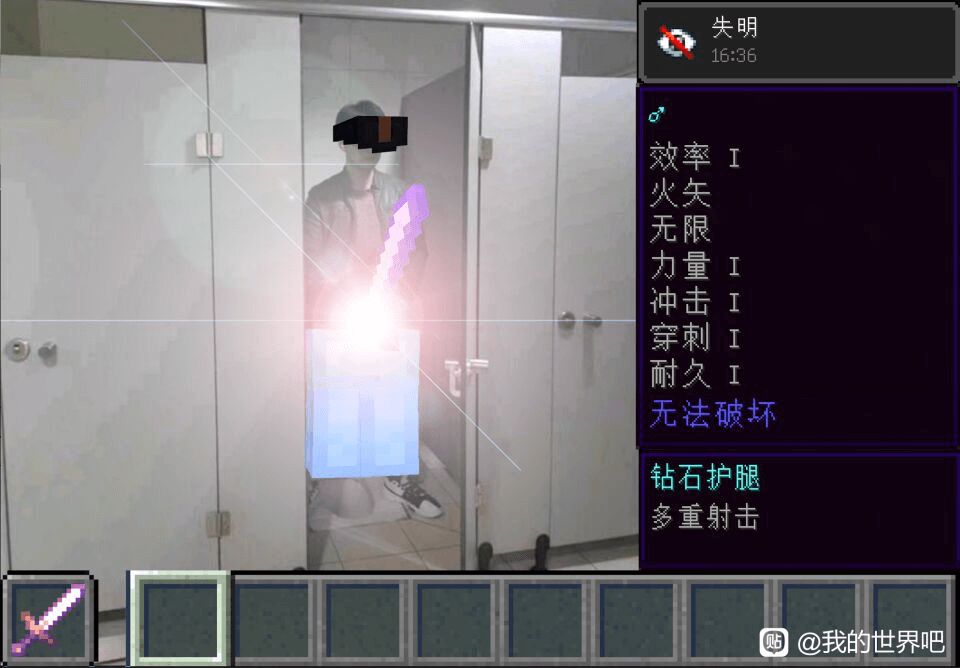 失明
16:36
♂
效率 I
火矢
无限
力量 I
冲击 I
穿刺 I
耐久 I
无法破坏
钻石护腿
多重射击
贴 @我的世界吧